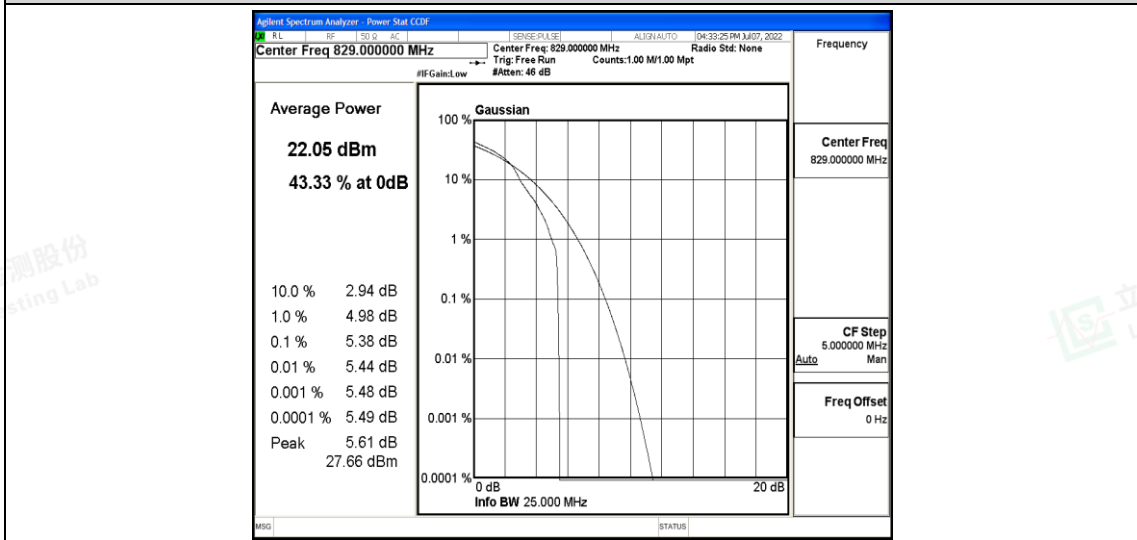 Agilent Spectrum Analyzer - Power Stat CCDF
RL RF 50 Ω AC SENSE:PULSE ALIGN AUTO 04:33:25 PM Jul 07, 2022
Center Freq 829.000000 MHz
Center Freq: 829.000000 MHz Radio Std: None
Trig: Free Run Counts:1.00 M/1.00 Mpt
#IFGain:Low #Atten: 46 dB
Frequency
Average Power
22.05 dBm
43.33 % at 0dB
10.0 % 2.94 dB
1.0 % 4.98 dB
0.1 % 5.38 dB
0.01 % 5.44 dB
0.001 % 5.48 dB
0.0001 % 5.49 dB
Peak 5.61 dB
27.66 dBm
Gaussian
100 %
10 %
1 %
0.1 %
0.01 %
0.001 %
0.0001 %
0 dB 20 dB
Info BW 25.000 MHz
Center Freq
829.000000 MHz
CF Step
5.000000 MHz
Auto Man
Freq Offset
0 Hz
MSG STATUS
测股份
sting Lab
立